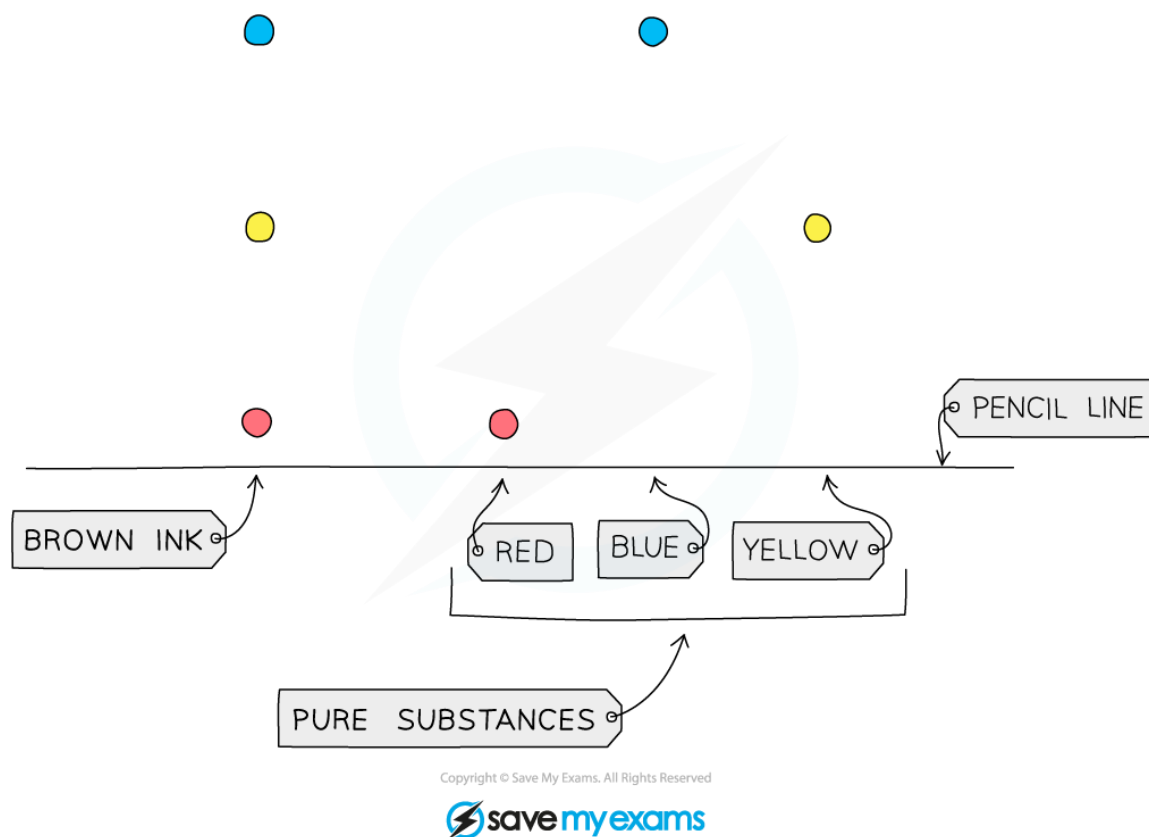 PENCIL LINE
BROWN INK
RED
BLUE
YELLOW
PURE SUBSTANCES
Copyright © Save My Exams. All Rights Reserved
save my exams